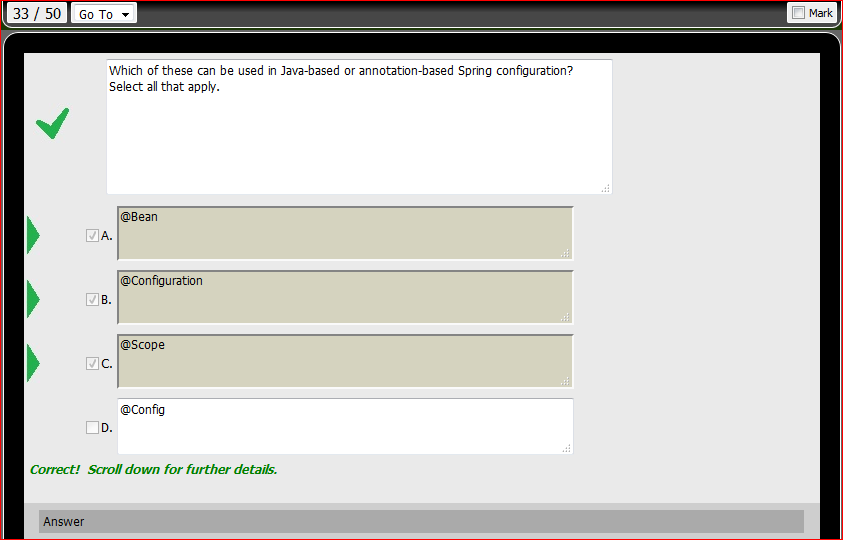 33 / 50 Go To Mark
Which of these can be used in Java-based or annotation-based Spring configuration?
Select all that apply.
A. @Bean
B. @Configuration
C. @Scope
D. @Config
Correct! Scroll down for further details.
Answer